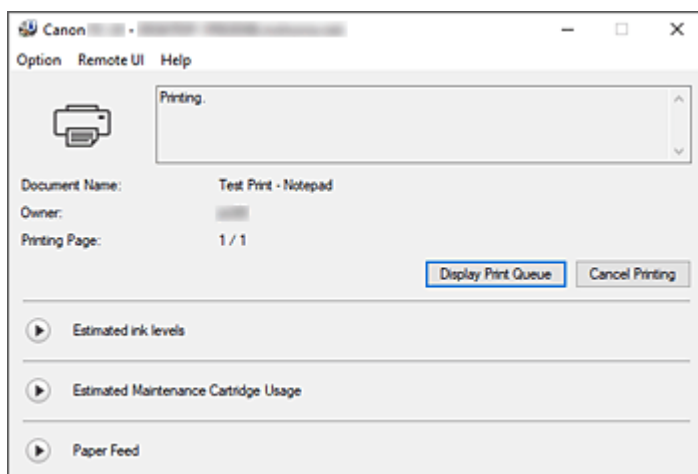 Canon -
Option Remote UI Help
Printing.
Document Name: Test Print - Notepad
Owner:
Printing Page: 1 / 1
Display Print Queue Cancel Printing
Estimated ink levels
Estimated Maintenance Cartridge Usage
Paper Feed